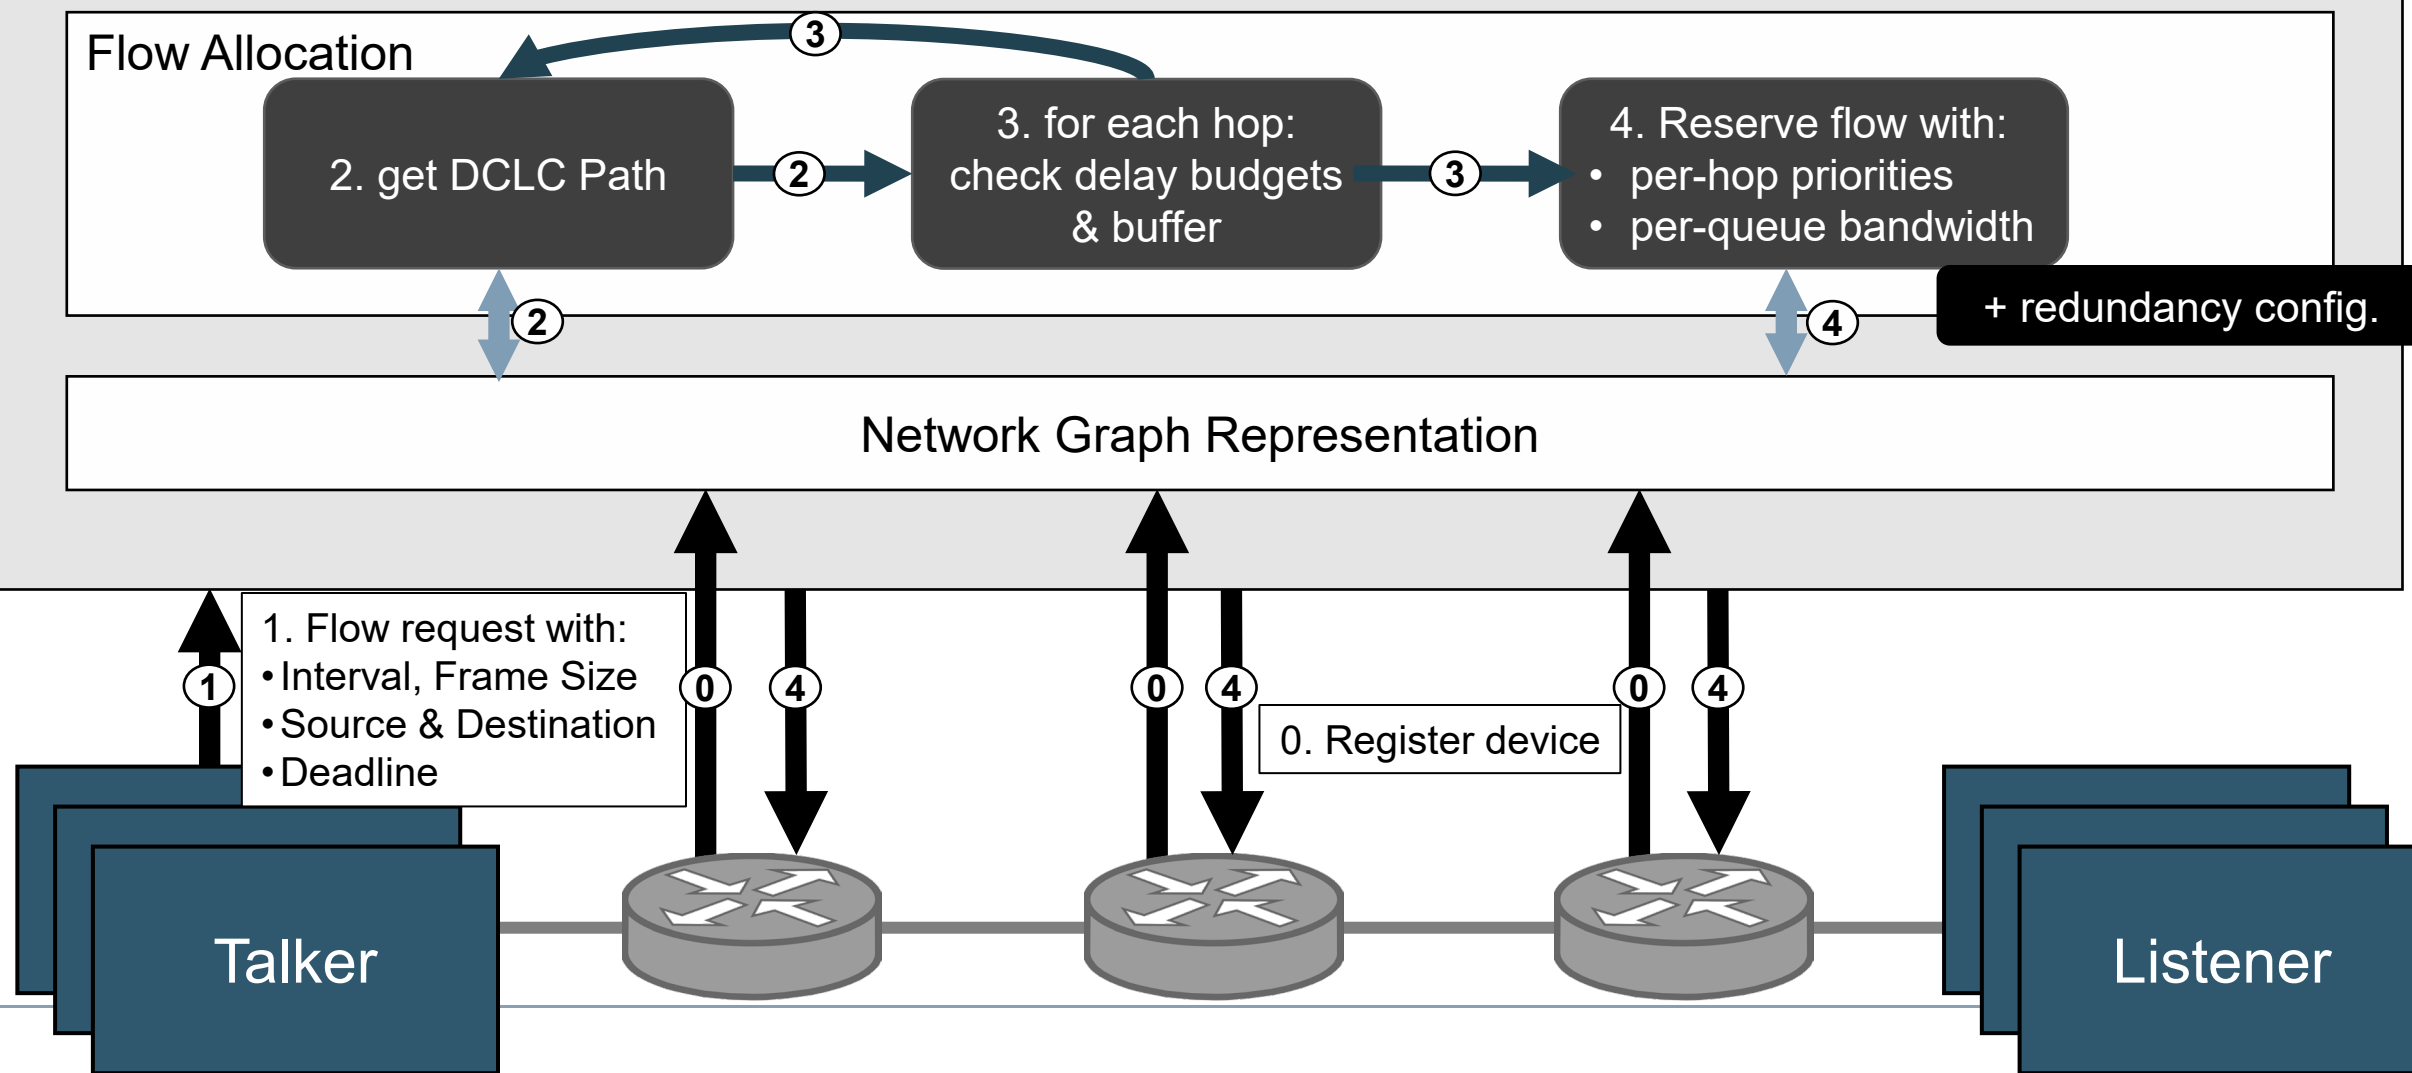 3
Flow Allocation
2. get DCLC Path
2
3. for each hop:
check delay budgets
& buffer
3
4. Reserve flow with:
• per-hop priorities
• per-queue bandwidth
2
4
+ redundancy config.
Network Graph Representation
1
1. Flow request with:
• Interval, Frame Size
• Source & Destination
• Deadline
0
4
0
4
0. Register device
0
4
Talker
Listener